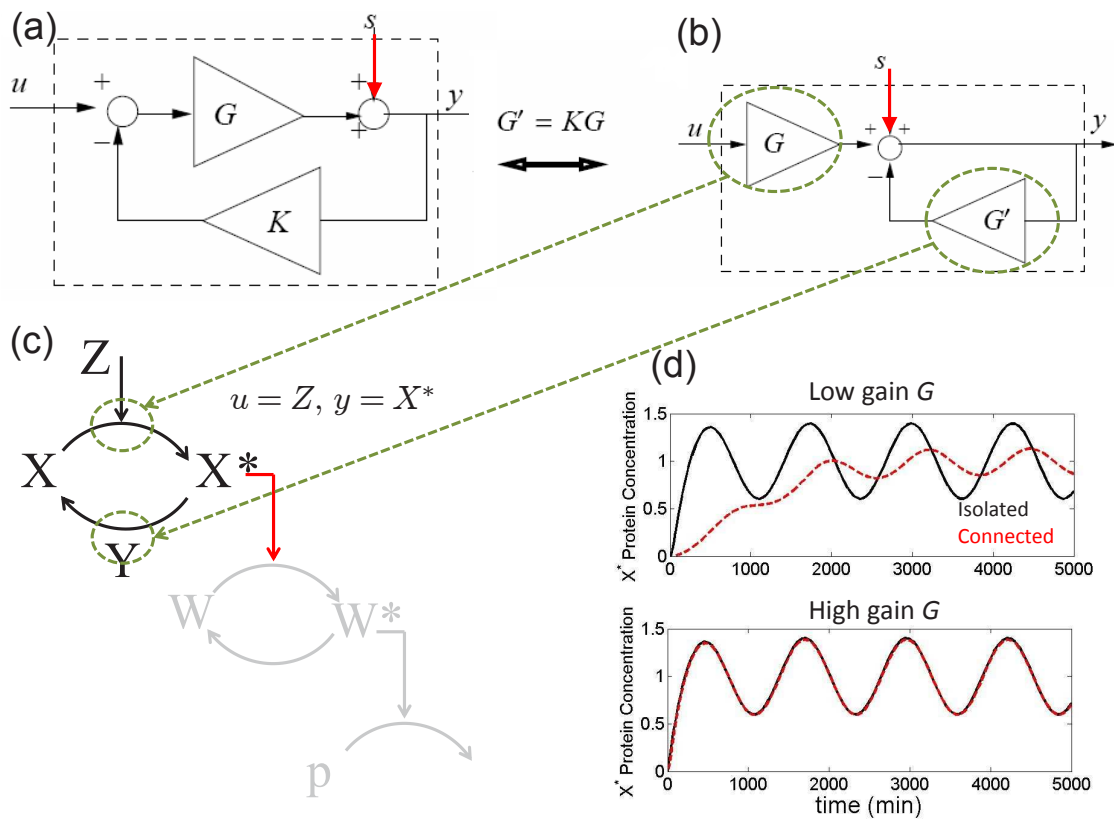 (a)
s
u
+
G
+
y
−
K
G′ = KG
(b)
s
u
G
+
+
y
−
G′
(c)
Z
u = Z, y = X*
X
X*
Y
W
W*
p
(d)
Low gain G
X* Protein Concentration
1.5
1
0.5
0
Isolated
Connected
0 1000 2000 3000 4000 5000
High gain G
X* Protein Concentration
1.5
1
0.5
0
0 1000 2000 3000 4000 5000
time (min)